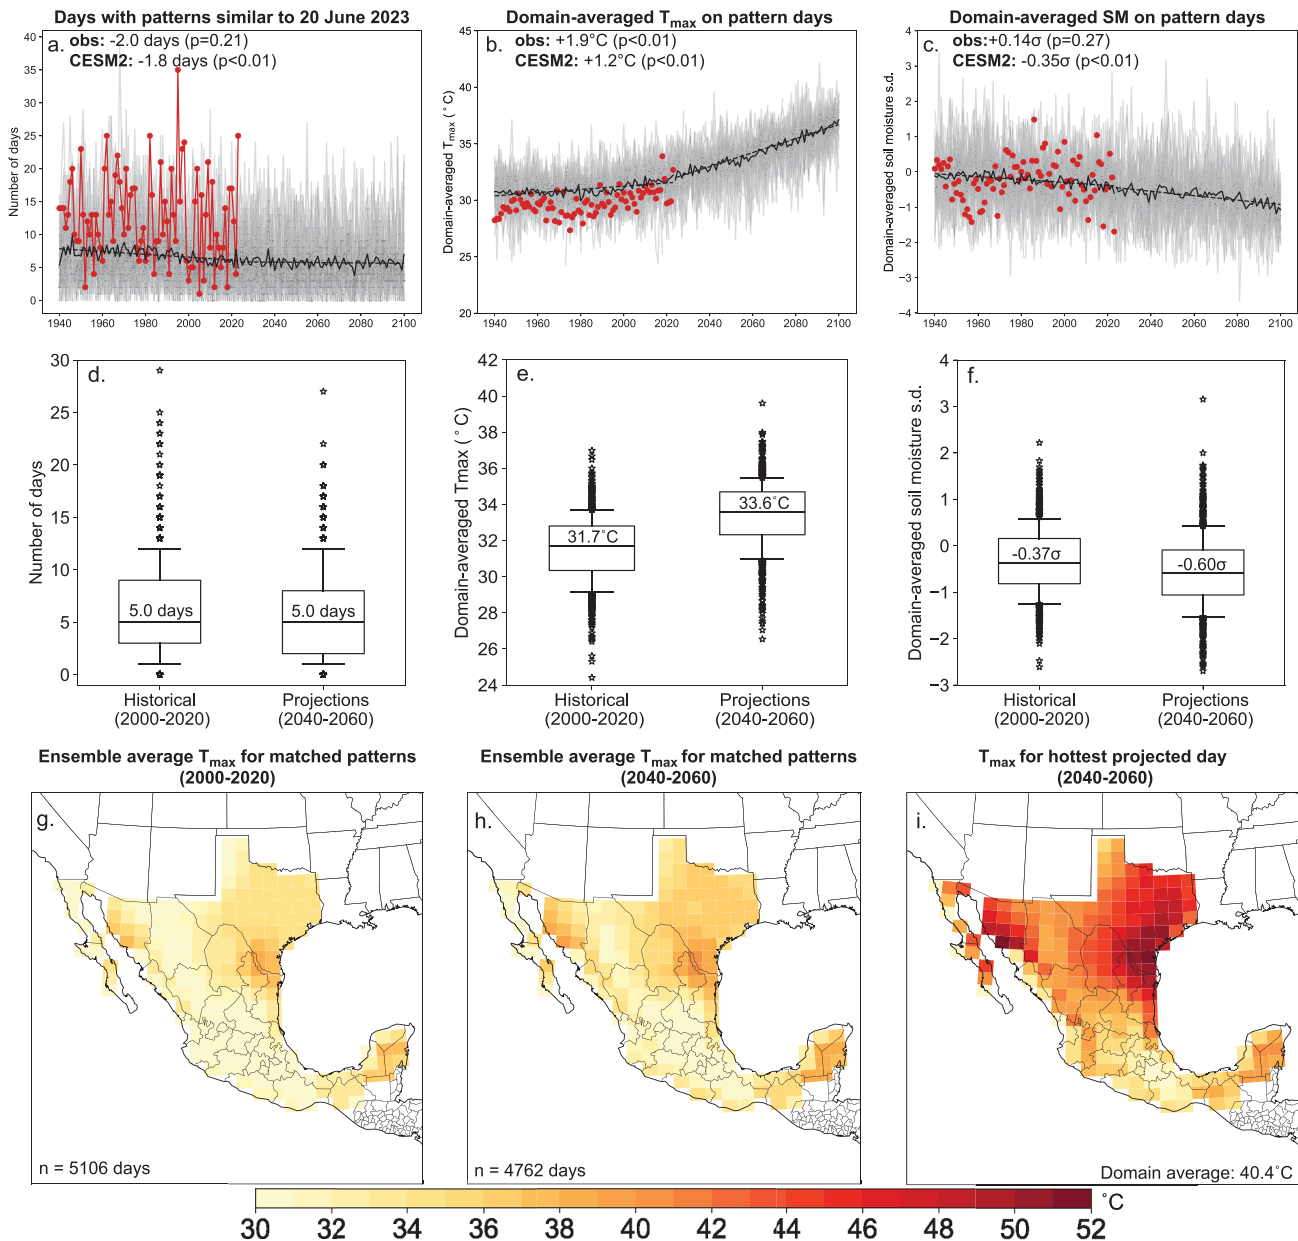 Days with patterns similar to 20 June 2023
Domain-averaged Tmax on pattern days
Domain-averaged SM on pattern days
a.
obs: -2.0 days (p=0.21)
CESM2: -1.8 days (p<0.01)
Number of days
40
35
30
25
20
15
10
5
0
1940 1960 1980 2000 2020 2040 2060 2080 2100
b.
obs: +1.9°C (p<0.01)
CESM2: +1.2°C (p<0.01)
Domain-averaged Tmax (°C)
45
40
35
30
25
20
1940 1960 1980 2000 2020 2040 2060 2080 2100
c.
obs:+0.14σ (p=0.27)
CESM2: -0.35σ (p<0.01)
Domain-averaged soil moisture s.d.
4
3
2
1
0
−1
−2
−3
−4
1940 1960 1980 2000 2020 2040 2060 2080 2100
d.
Number of days
30
25
20
15
10
5
0
5.0 days
5.0 days
Historical
(2000-2020)
Projections
(2040-2060)
e.
Domain-averaged Tmax (°C)
42
40
38
36
34
32
30
28
26
24
31.7°C
33.6°C
Historical
(2000-2020)
Projections
(2040-2060)
f.
Domain-averaged soil moisture s.d.
4
3
2
1
0
−1
−2
−3
-0.37σ
-0.60σ
Historical
(2000-2020)
Projections
(2040-2060)
Ensemble average Tmax for matched patterns
(2000-2020)
g.
n = 5106 days
Ensemble average Tmax for matched patterns
(2040-2060)
h.
n = 4762 days
Tmax for hottest projected day
(2040-2060)
i.
Domain average: 40.4°C
°C
30 32 34 36 38 40 42 44 46 48 50 52